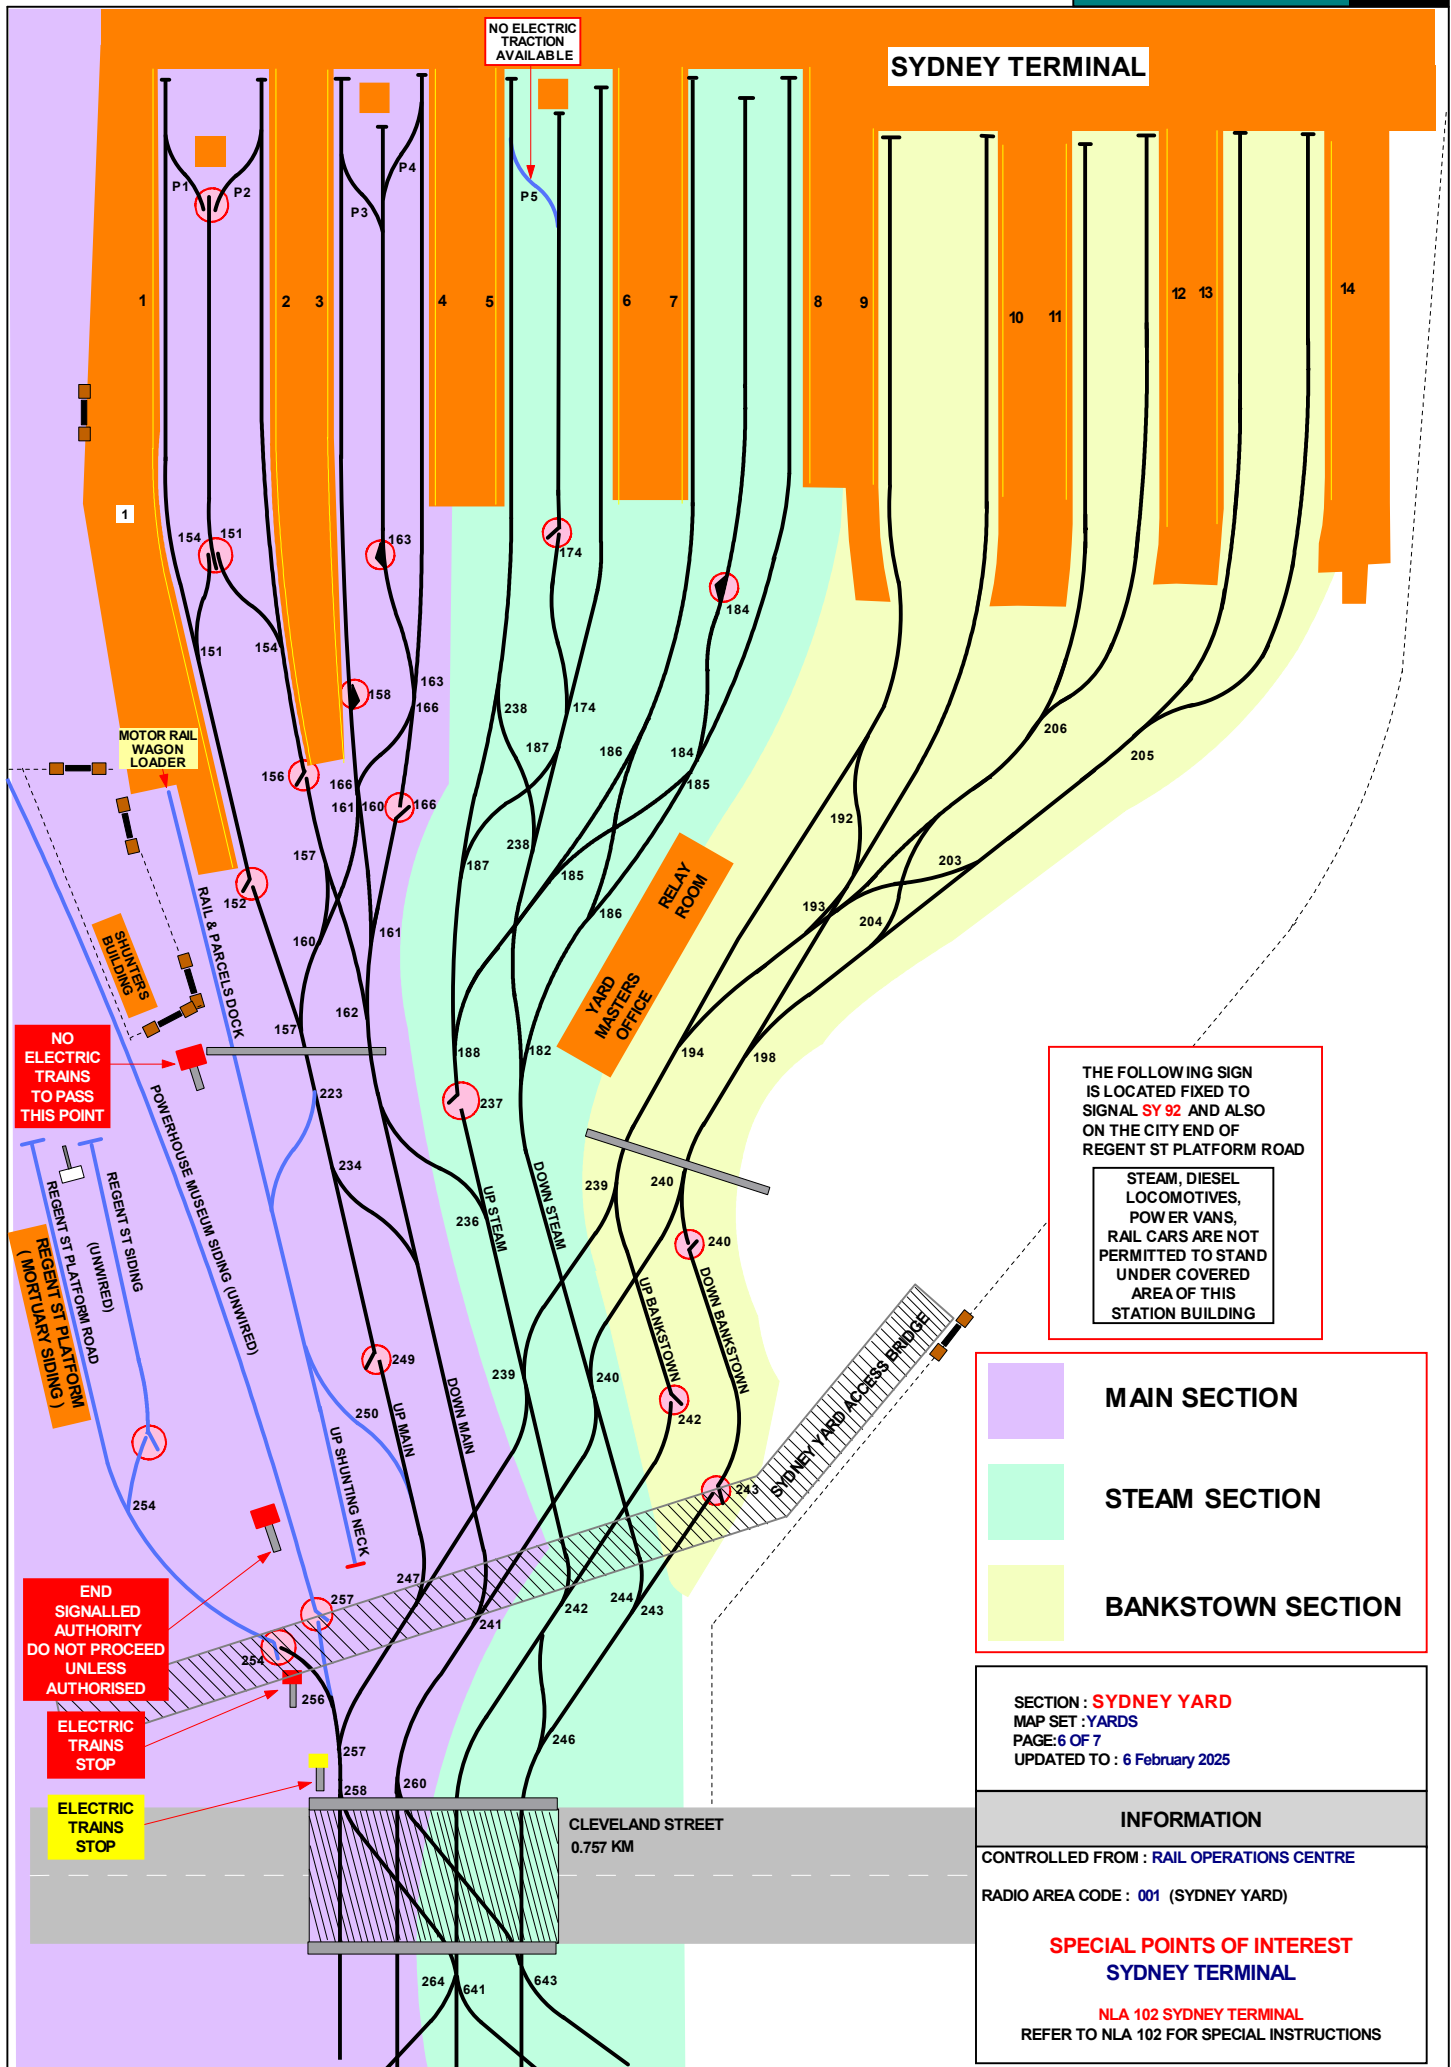 NO ELECTRIC
TRACTION
AVAILABLE
SYDNEY TERMINAL
P1
P2
P3
P4
P5
1
2
3
4
5
6
7
8
9
10
11
12
13
14
1
154
151
163
174
184
151
154
158
163
166
238
174
187
186
184
185
206
205
MOTOR RAIL
WAGON
LOADER
156
166
161
160
166
192
157
238
187
185
186
203
193
204
152
160
161
RELAY
ROOM
YARD
MASTERS
OFFICE
SHUNTERS
BUILDING
RAIL & PARCELS DOCK
157
162
188
182
194
198
NO
ELECTRIC
TRAINS
TO PASS
THIS POINT
223
237
POWERHOUSE MUSEUM SIDING (UNWIRED)
REGENT ST SIDING
(UNWIRED)
REGENT ST PLATFORM ROAD
REGENT ST PLATFORM
( MORTUARY SIDING )
234
236
UP STEAM
DOWN STEAM
239
240
240
UP BANKSTOWN
DOWN BANKSTOWN
THE FOLLOWING SIGN
IS LOCATED FIXED TO
SIGNAL SY 92 AND ALSO
ON THE CITY END OF
REGENT ST PLATFORM ROAD
STEAM, DIESEL
LOCOMOTIVES,
POWER VANS,
RAIL CARS ARE NOT
PERMITTED TO STAND
UNDER COVERED
AREA OF THIS
STATION BUILDING
249
250
UP MAIN
DOWN MAIN
239
240
242
UP SHUNTING NECK
SYDNEY YARD ACCESS BRIDGE
243
254
MAIN SECTION
STEAM SECTION
BANKSTOWN SECTION
END
SIGNALLED
AUTHORITY
DO NOT PROCEED
UNLESS
AUTHORISED
247
257
241
242
244
243
254
256
ELECTRIC
TRAINS
STOP
257
246
258
260
ELECTRIC
TRAINS
STOP
CLEVELAND STREET
0.757 KM
264
641
643
SECTION : SYDNEY YARD
MAP SET :YARDS
PAGE:6 OF 7
UPDATED TO : 6 February 2025
INFORMATION
CONTROLLED FROM : RAIL OPERATIONS CENTRE
RADIO AREA CODE : 001 (SYDNEY YARD)
SPECIAL POINTS OF INTEREST
SYDNEY TERMINAL
NLA 102 SYDNEY TERMINAL
REFER TO NLA 102 FOR SPECIAL INSTRUCTIONS